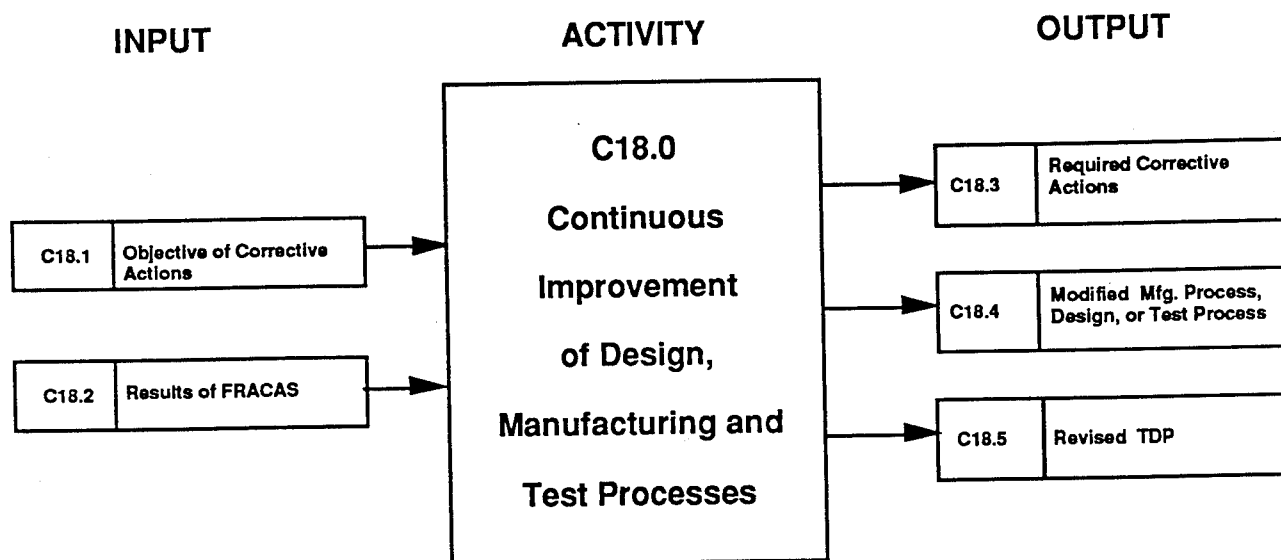 INPUT
ACTIVITY
OUTPUT
C18.1
Objective of Corrective
Actions
C18.2
Results of FRACAS
C18.0
Continuous
Improvement
of Design,
Manufacturing and
Test Processes
C18.3
Required Corrective
Actions
C18.4
Modified Mfg. Process,
Design, or Test Process
C18.5
Revised TDP